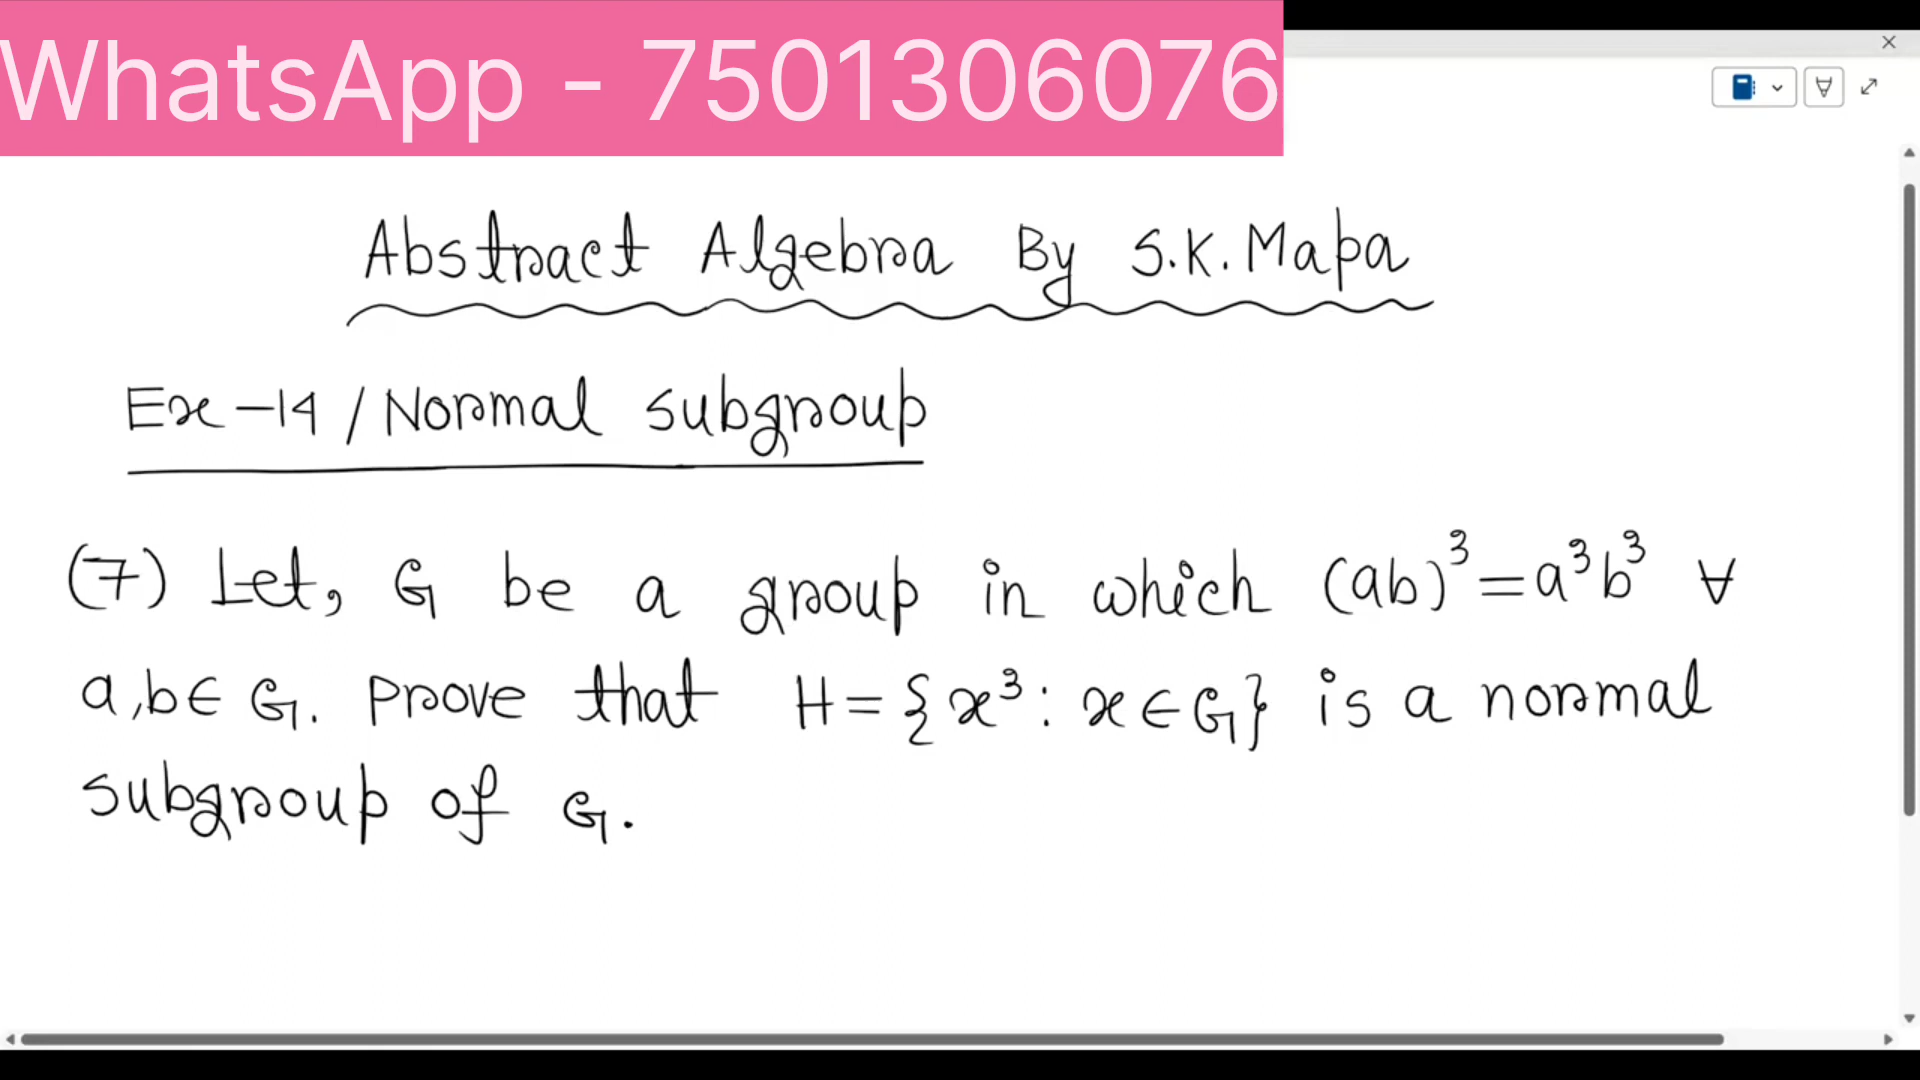 WhatsApp - 7501306076
Abstract Algebra By S.K. Mapa
Ex-14 / Normal subgroup
(7) Let, G be a group in which (ab)³=a³b³ ∀
a,b∈ G. Prove that H={x³: x∈G} is a normal
subgroup of G.